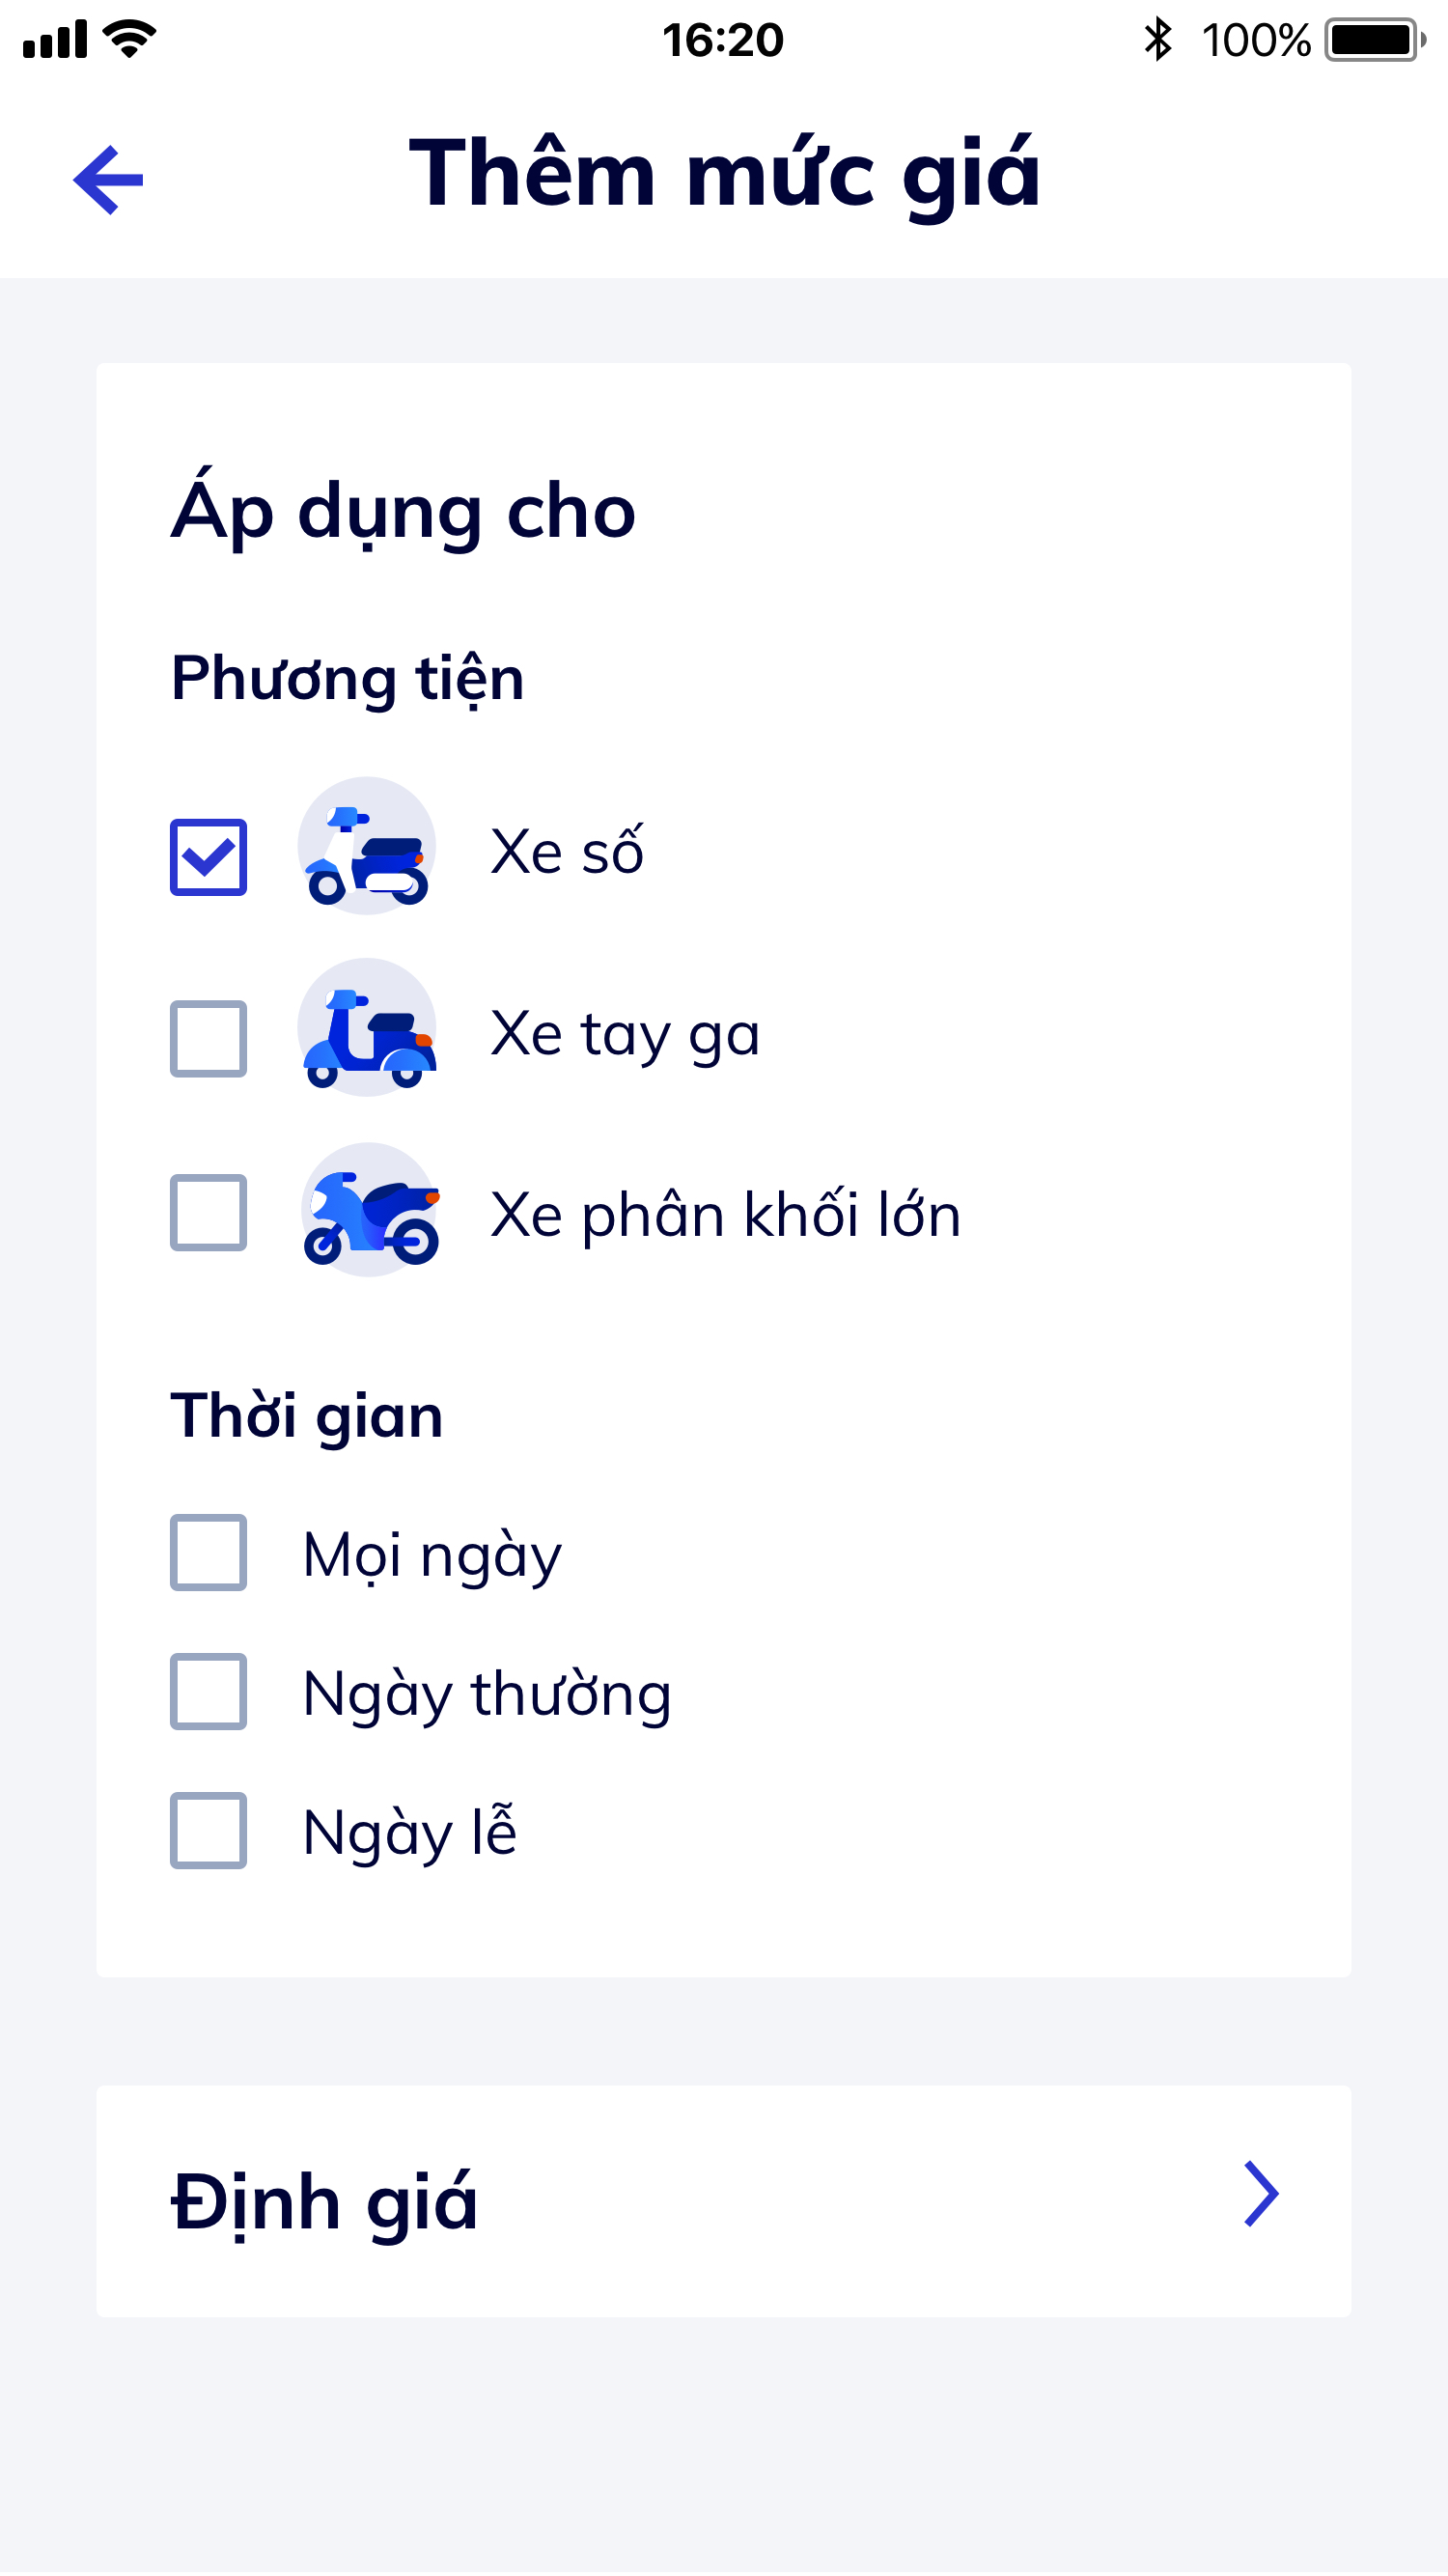 16:20
100%
Thêm mức giá
Áp dụng cho
Phương tiện
Xe số
Xe tay ga
Xe phân khối lớn
Thời gian
Mọi ngày
Ngày thường
Ngày lễ
Định giá